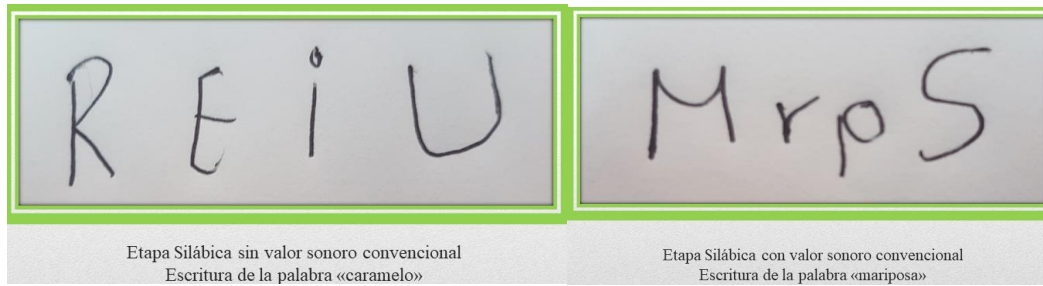 R E i U
Etapa Silábica sin valor sonoro convencional
Escritura de la palabra «caramelo»
M r p S
Etapa Silábica con valor sonoro convencional
Escritura de la palabra «mariposa»